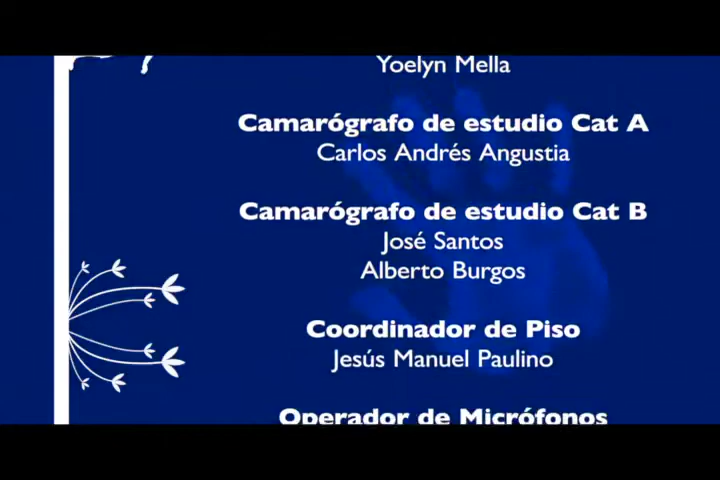 Yoelyn Mella
Camarógrafo de estudio Cat A
Carlos Andrés Angustia
Camarógrafo de estudio Cat B
José Santos
Alberto Burgos
Coordinador de Piso
Jesús Manuel Paulino
Operador de Micrófonos